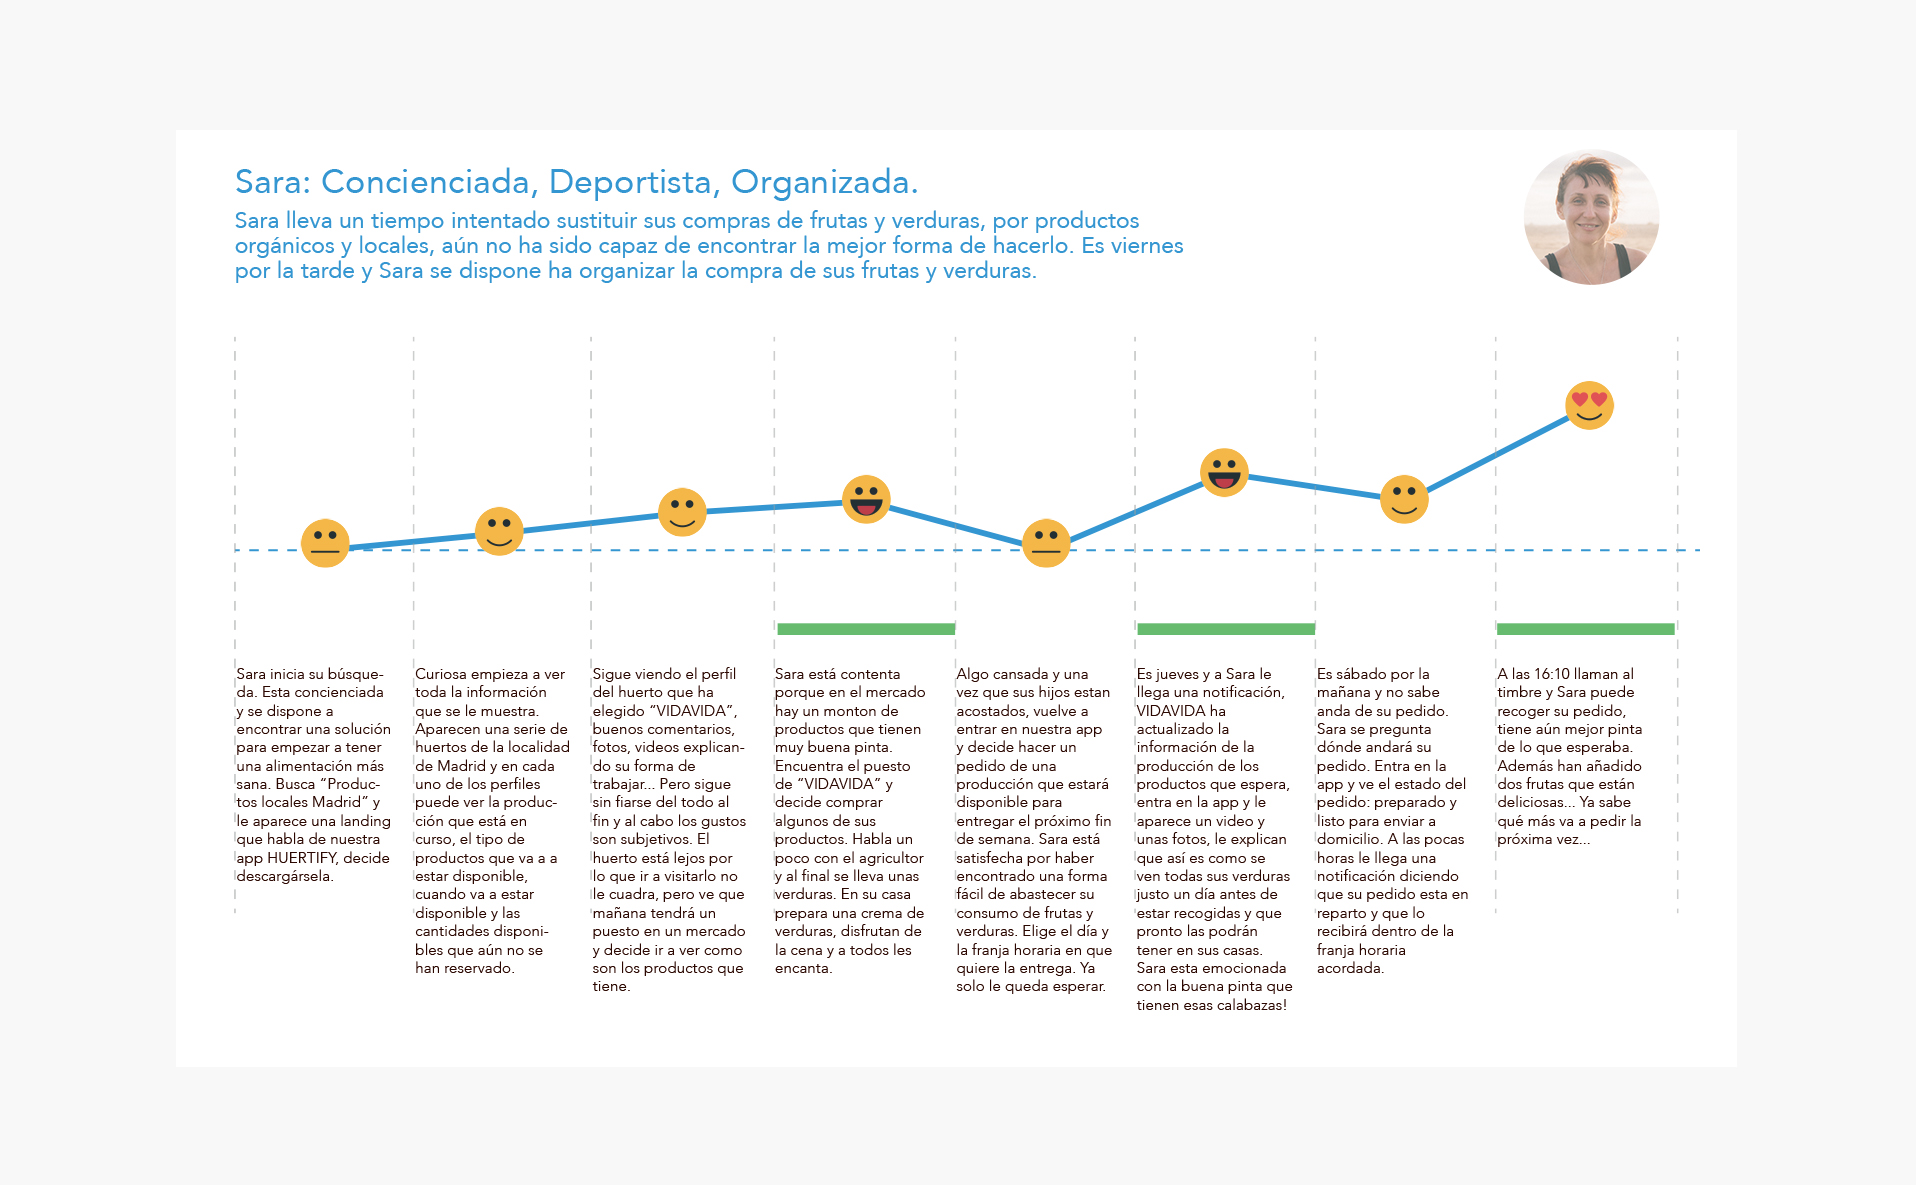 Sara: Concienciada, Deportista, Organizada.
Sara lleva un tiempo intentado sustituir sus compras de frutas y verduras, por productos
orgánicos y locales, aún no ha sido capaz de encontrar la mejor forma de hacerlo. Es viernes
por la tarde y Sara se dispone ha organizar la compra de sus frutas y verduras.
Sara inicia su búsque-
da. Esta concienciada
y se dispone a
encontrar una solución
para empezar a tener
una alimentación más
sana. Busca “Produc-
tos locales Madrid” y
le aparece una landing
que habla de nuestra
app HUERTIFY, decide
descargársela.
Curiosa empieza a ver
toda la información
que se le muestra.
Aparecen una serie de
huertos de la localidad
de Madrid y en cada
uno de los perfiles
puede ver la produc-
ción que está en
curso, el tipo de
productos que va a a
estar disponible,
cuando va a estar
disponible y las
cantidades disponi-
bles que aún no se
han reservado.
Sigue viendo el perfil
del huerto que ha
elegido “VIDAVIDA”,
buenos comentarios,
fotos, videos explican-
do su forma de
trabajar... Pero sigue
sin fiarse del todo al
fin y al cabo los gustos
son subjetivos. El
huerto está lejos por
lo que ir a visitarlo no
le cuadra, pero ve que
mañana tendrá un
puesto en un mercado
y decide ir a ver como
son los productos que
tiene.
Sara está contenta
porque en el mercado
hay un monton de
productos que tienen
muy buena pinta.
Encuentra el puesto
de “VIDAVIDA” y
decide comprar
algunos de sus
productos. Habla un
poco con el agricultor
y al final se lleva unas
verduras. En su casa
prepara una crema de
verduras, disfrutan de
la cena y a todos les
encanta.
Algo cansada y una
vez que sus hijos estan
acostados, vuelve a
entrar en nuestra app
y decide hacer un
pedido de una
producción que estará
disponible para
entregar el próximo fin
de semana. Sara está
satisfecha por haber
encontrado una forma
fácil de abastecer su
consumo de frutas y
verduras. Elige el día y
la franja horaria en que
quiere la entrega. Ya
solo le queda esperar.
Es jueves y a Sara le
llega una notificación,
VIDAVIDA ha
actualizado la
información de la
producción de los
productos que espera,
entra en la app y le
aparece un video y
unas fotos, le explican
que así es como se
ven todas sus verduras
justo un día antes de
estar recogidas y que
pronto las podrán
tener en sus casas.
Sara esta emocionada
con la buena pinta que
tienen esas calabazas!
Es sábado por la
mañana y no sabe
anda de su pedido.
Sara se pregunta
dónde andará su
pedido. Entra en la
app y ve el estado del
pedido: preparado y
listo para enviar a
domicilio. A las pocas
horas le llega una
notificación diciendo
que su pedido esta en
reparto y que lo
recibirá dentro de la
franja horaria
acordada.
A las 16:10 llaman al
timbre y Sara puede
recoger su pedido,
tiene aún mejor pinta
de lo que esperaba.
Además han añadido
dos frutas que están
deliciosas... Ya sabe
qué más va a pedir la
próxima vez...